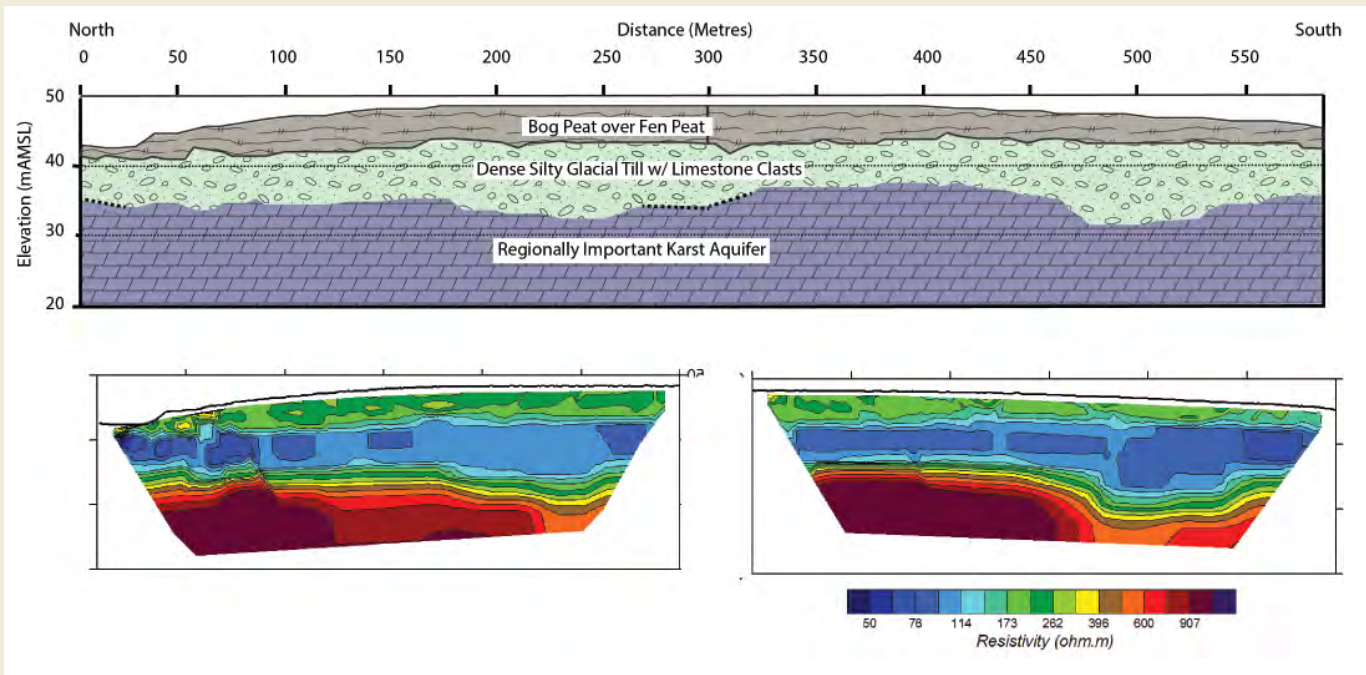 North Distance (Metres) South
0 50 100 150 200 250 300 350 400 450 500 550
50
Bog Peat over Fen Peat
40
Dense Silty Glacial Till w/ Limestone Clasts
Elevation (mAMSL)
30
Regionally Important Karst Aquifer
20
50 76 114 173 262 396 600 907
Resistivity (ohm.m)